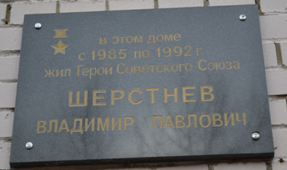 в этом доме
с 1985 по 1992 г.
жил Герой Советского Союза
ШЕРСТНЕВ
ВЛАДИМИР ПАВЛОВИЧ